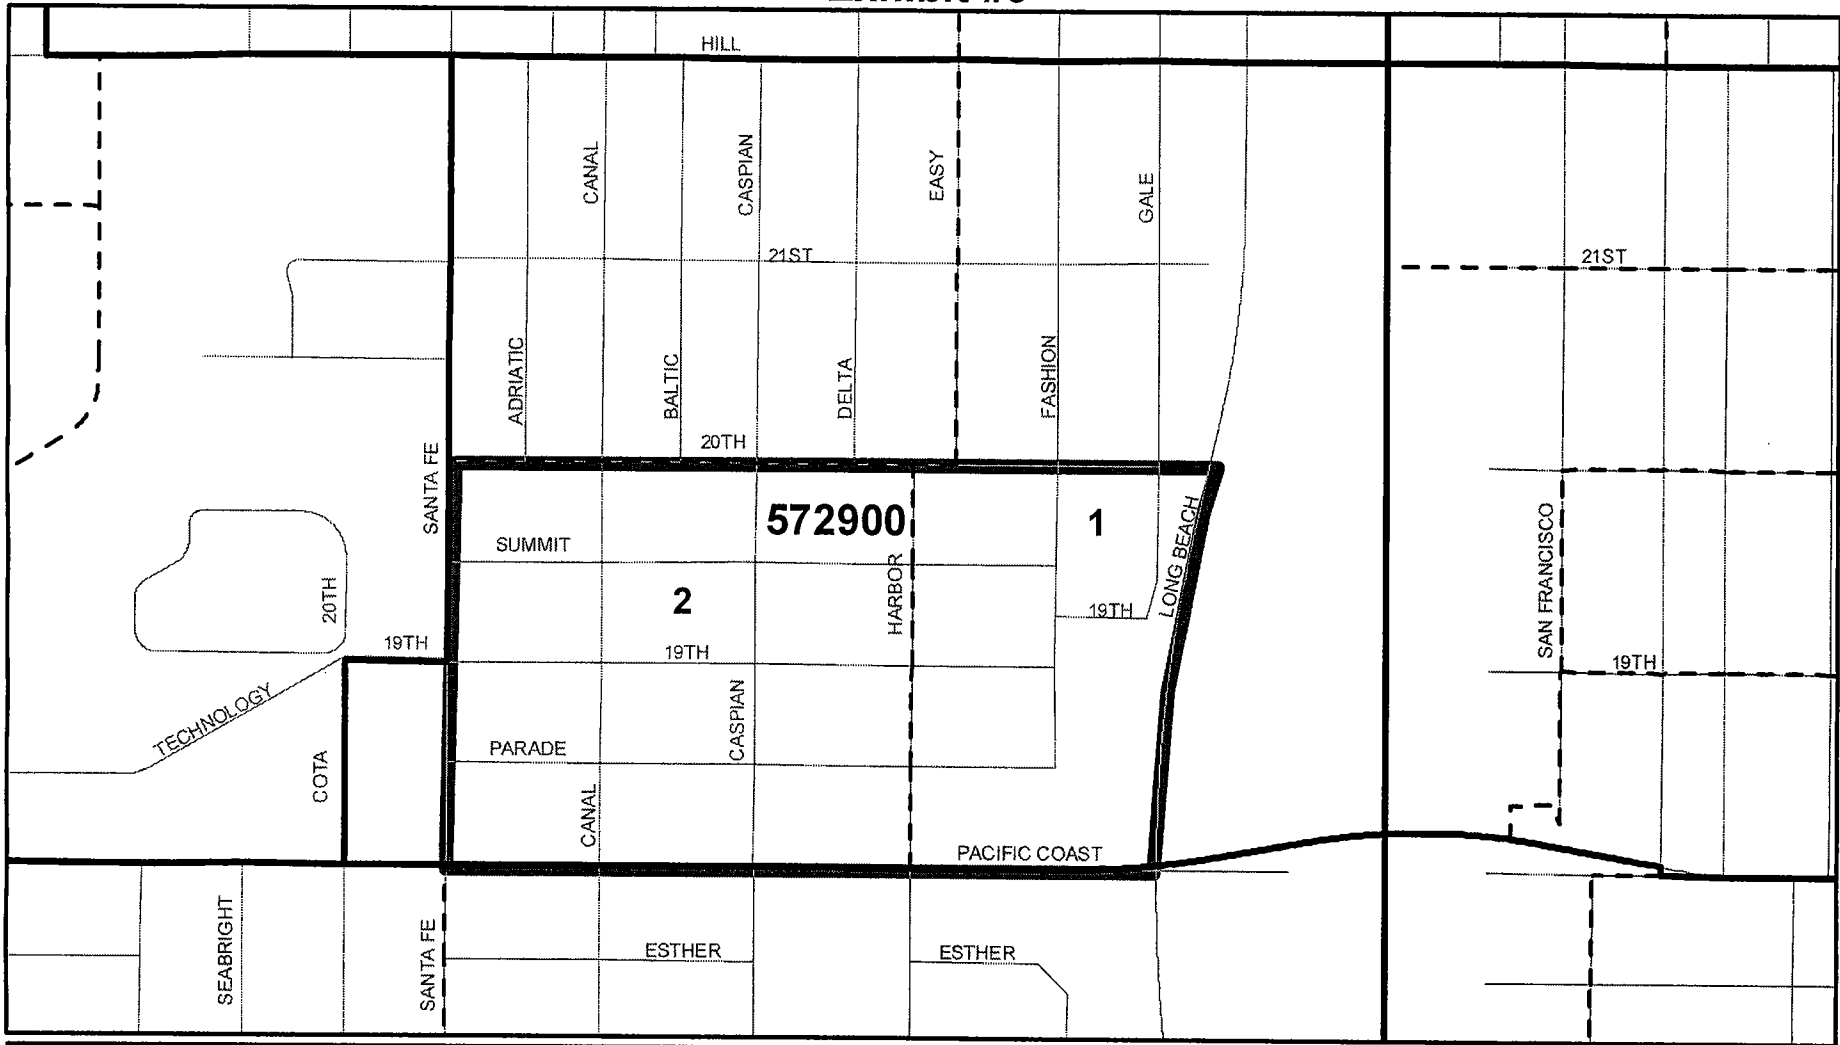 HILL
CANAL
CASPIAN
EASY
GALE
21ST
21ST
ADRIATIC
BALTIC
DELTA
FASHION
SANTA FE
20TH
572900
1
SUMMIT
HARBOR
LONG BEACH
SAN FRANCISCO
20TH
2
19TH
19TH
19TH
19TH
TECHNOLOGY
COTA
PARADE
CASPIAN
CANAL
PACIFIC COAST
SEABRIGHT
SANTA FE
ESTHER
ESTHER